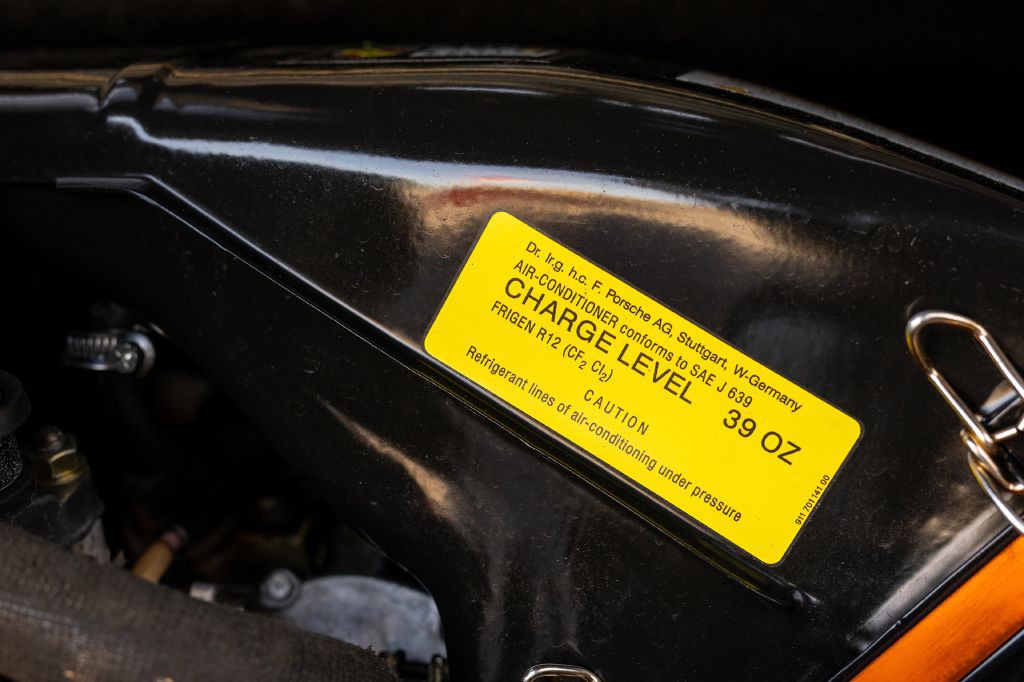 Dr. Ir.g. h.c. F. Porsche AG, Stuttgart, W-Germany
AIR-CONDITIONER conforms to SAE J 639
CHARGE LEVEL 39 OZ
FRIGEN R12 (CF₂ Cl₂)
CAUTION
Refrigerant lines of air-conditioning under pressure
911 701 141 00